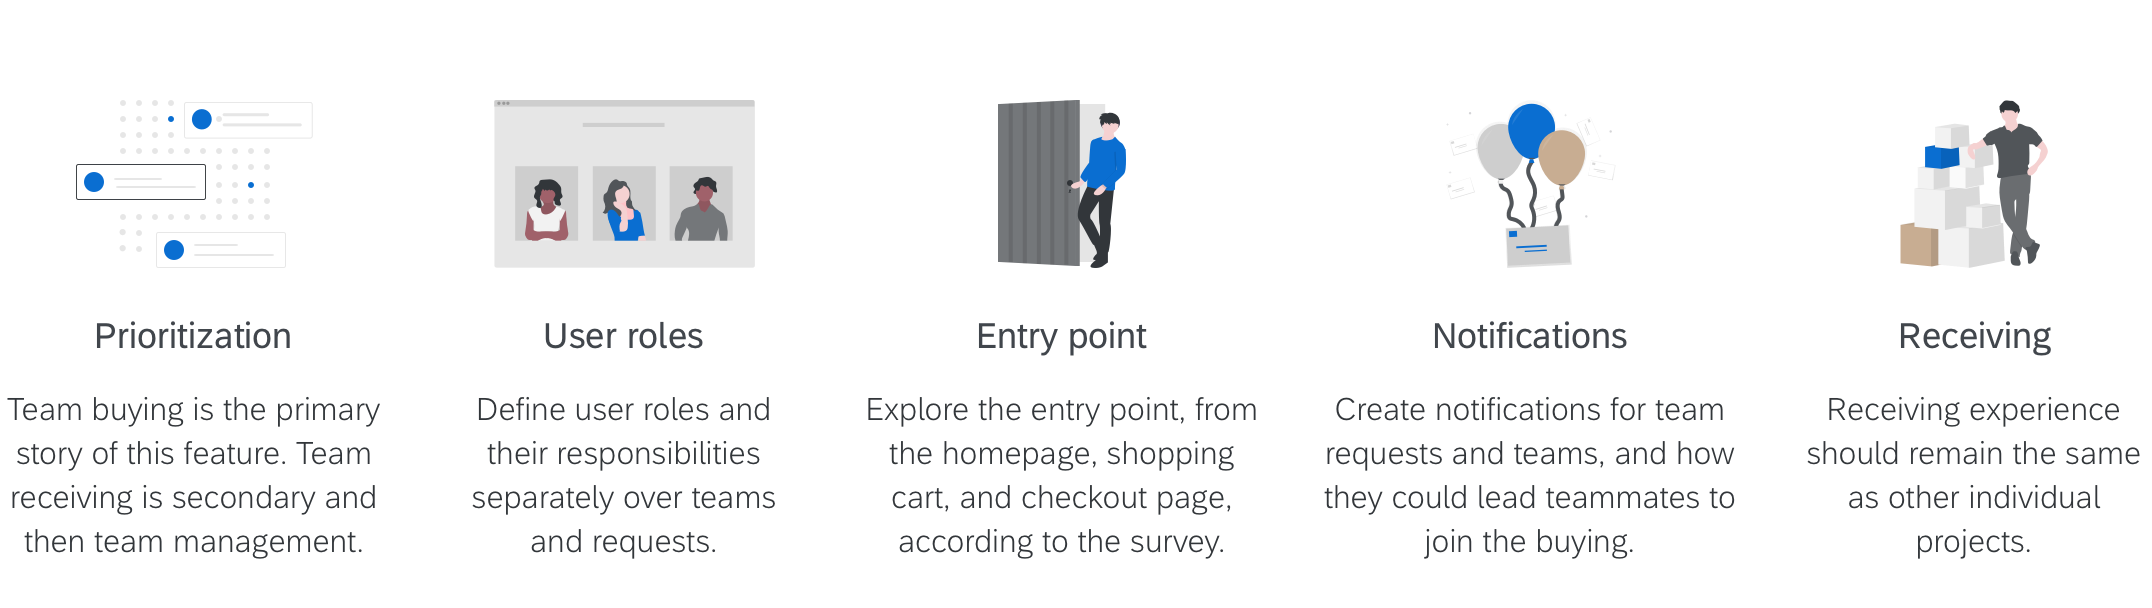 Prioritization
Team buying is the primary
story of this feature. Team
receiving is secondary and
then team management.
User roles
Define user roles and
their responsibilities
separately over teams
and requests.
Entry point
Explore the entry point, from
the homepage, shopping
cart, and checkout page,
according to the survey.
Notifications
Create notifications for team
requests and teams, and how
they could lead teammates to
join the buying.
Receiving
Receiving experience
should remain the same
as other individual
projects.